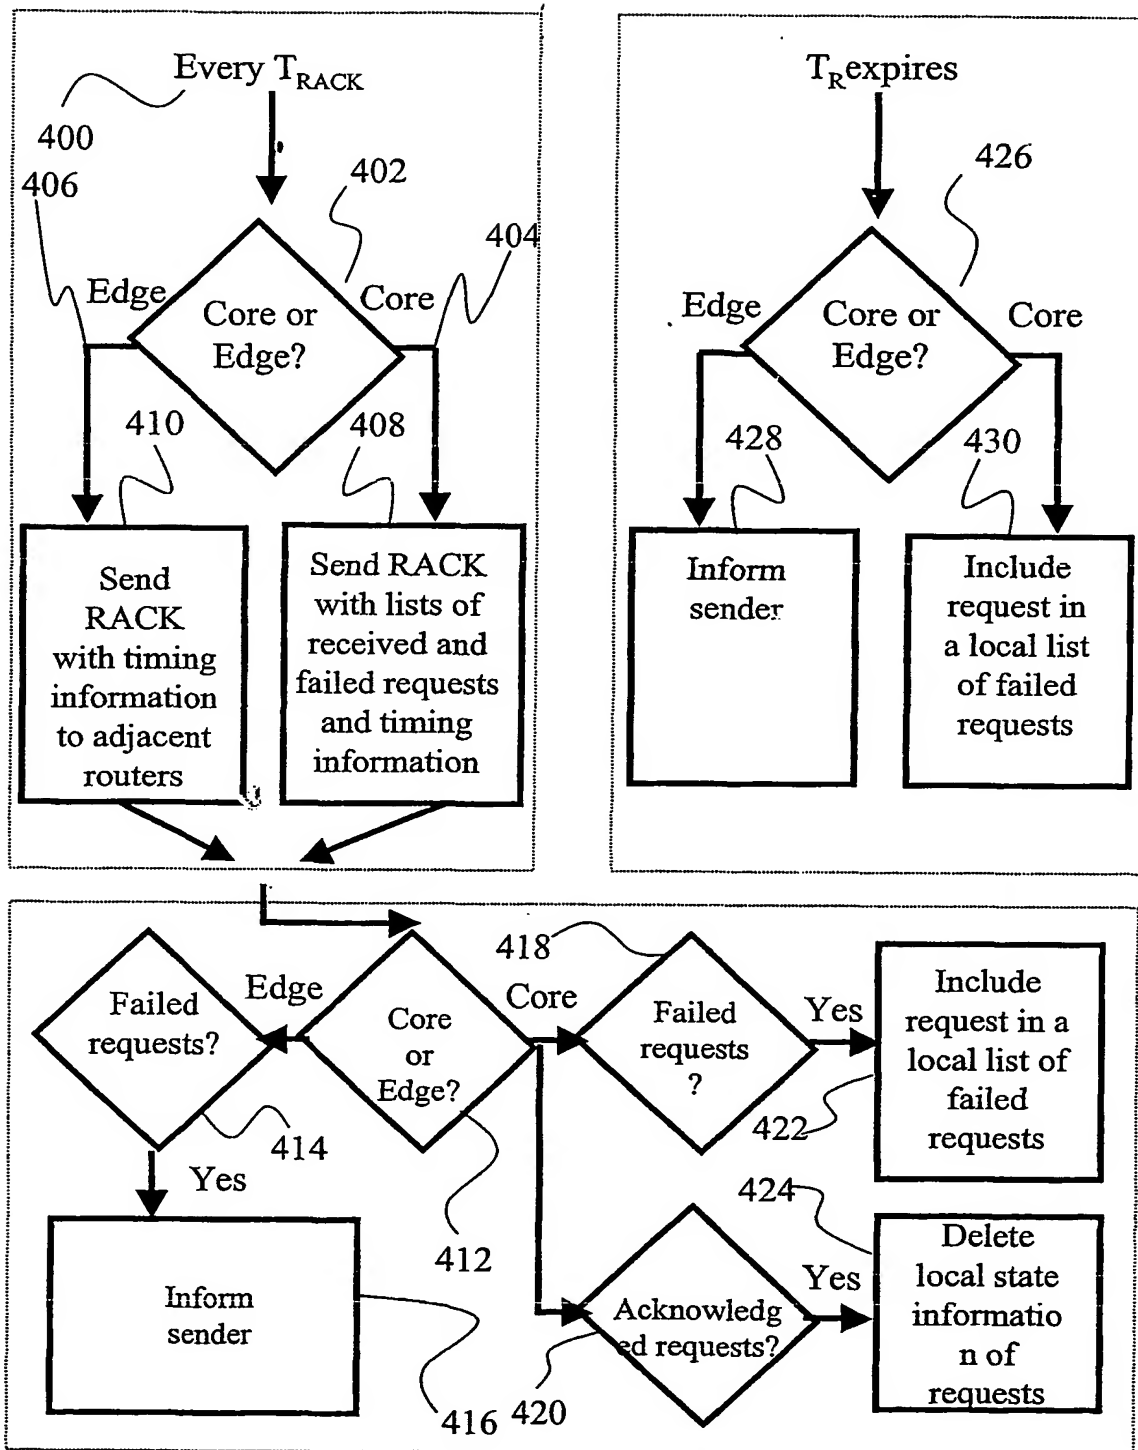 Every T_RACK
400
406
402
404
Edge
Core
Core or
Edge?
410
408
Send
RACK
with timing
information
to adjacent
routers
Send RACK
with lists of
received and
failed requests
and timing
information
T_R expires
426
Edge
Core
Core or
Edge?
428
430
Inform
sender
Include
request in
a local list
of failed
requests
Failed
requests?
Edge
Core
or
Edge?
Core
418
Failed
requests
?
Yes
Include
request in a
local list of
failed
requests
422
414
Yes
412
Inform
sender
416
420
Acknowledg
ed requests?
Yes
424
Delete
local state
informatio
n of
requests